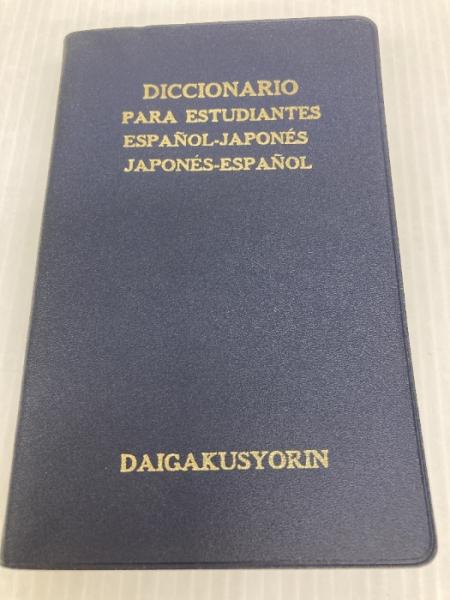 DICCIONARIO
PARA ESTUDIANTES
ESPAÑOL-JAPONÉS
JAPONÉS-ESPAÑOL
DAIGAKUSYORIN